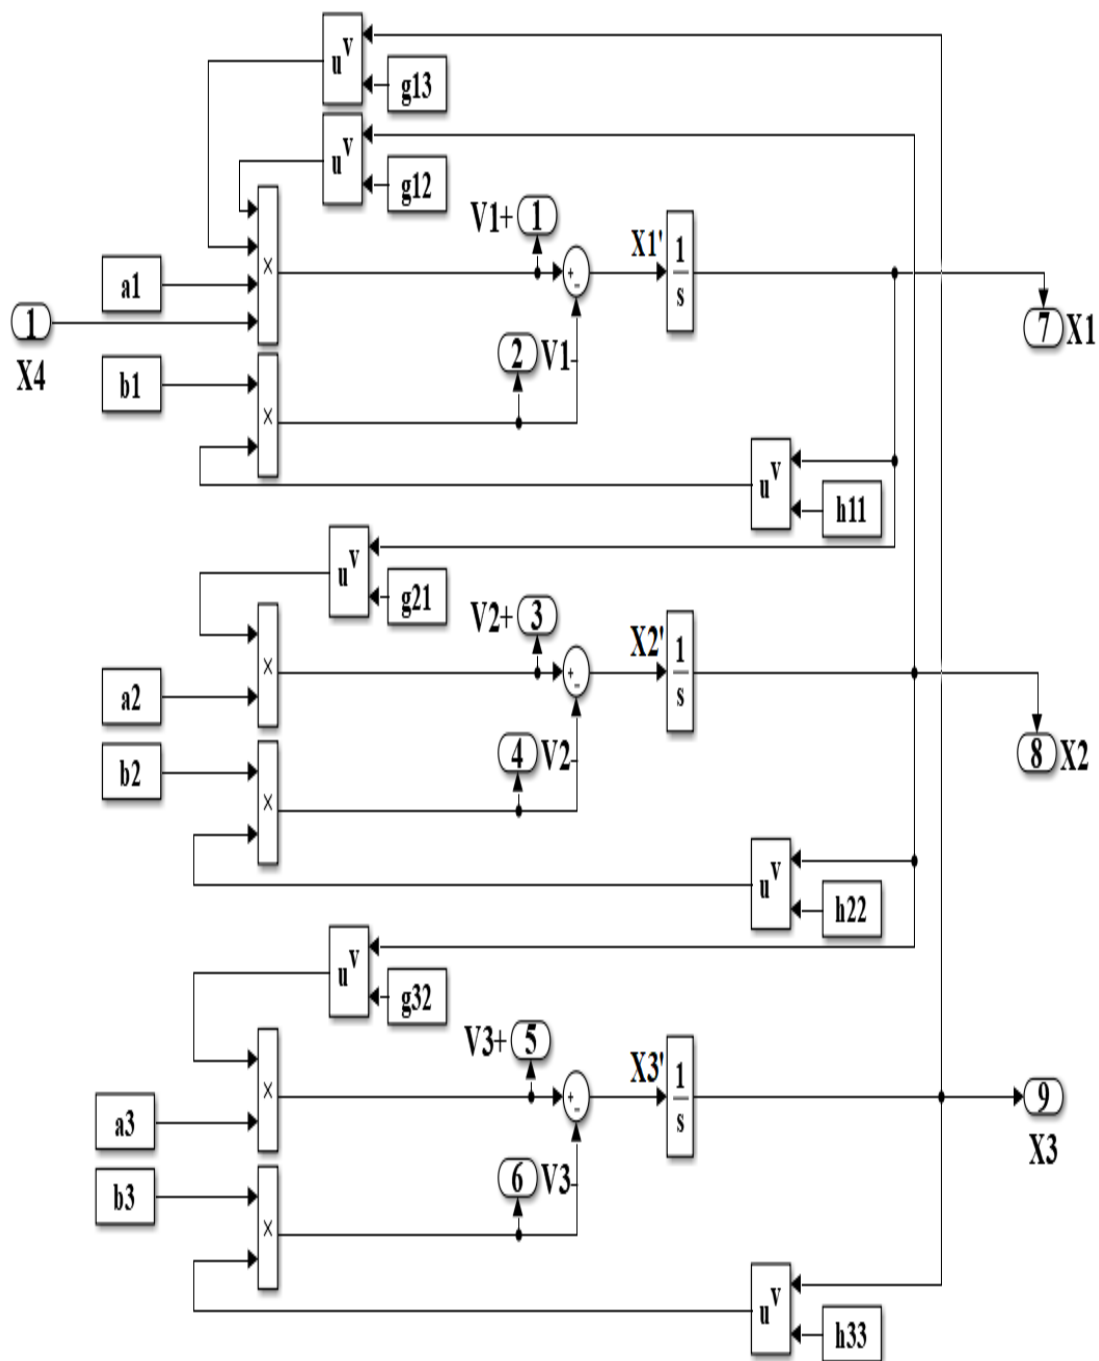 u^v
g13
u^v
g12
V1+ 1
X1' 1/s
+
-
×
a1
1
X4
7 X1
2 V1-
b1
×
u^v
h11
u^v
g21
V2+ 3
X2' 1/s
+
-
×
a2
4 V2-
8 X2
b2
×
u^v
h22
u^v
g32
V3+ 5
X3' 1/s
+
-
×
a3
9
X3
6 V3-
b3
×
u^v
h33